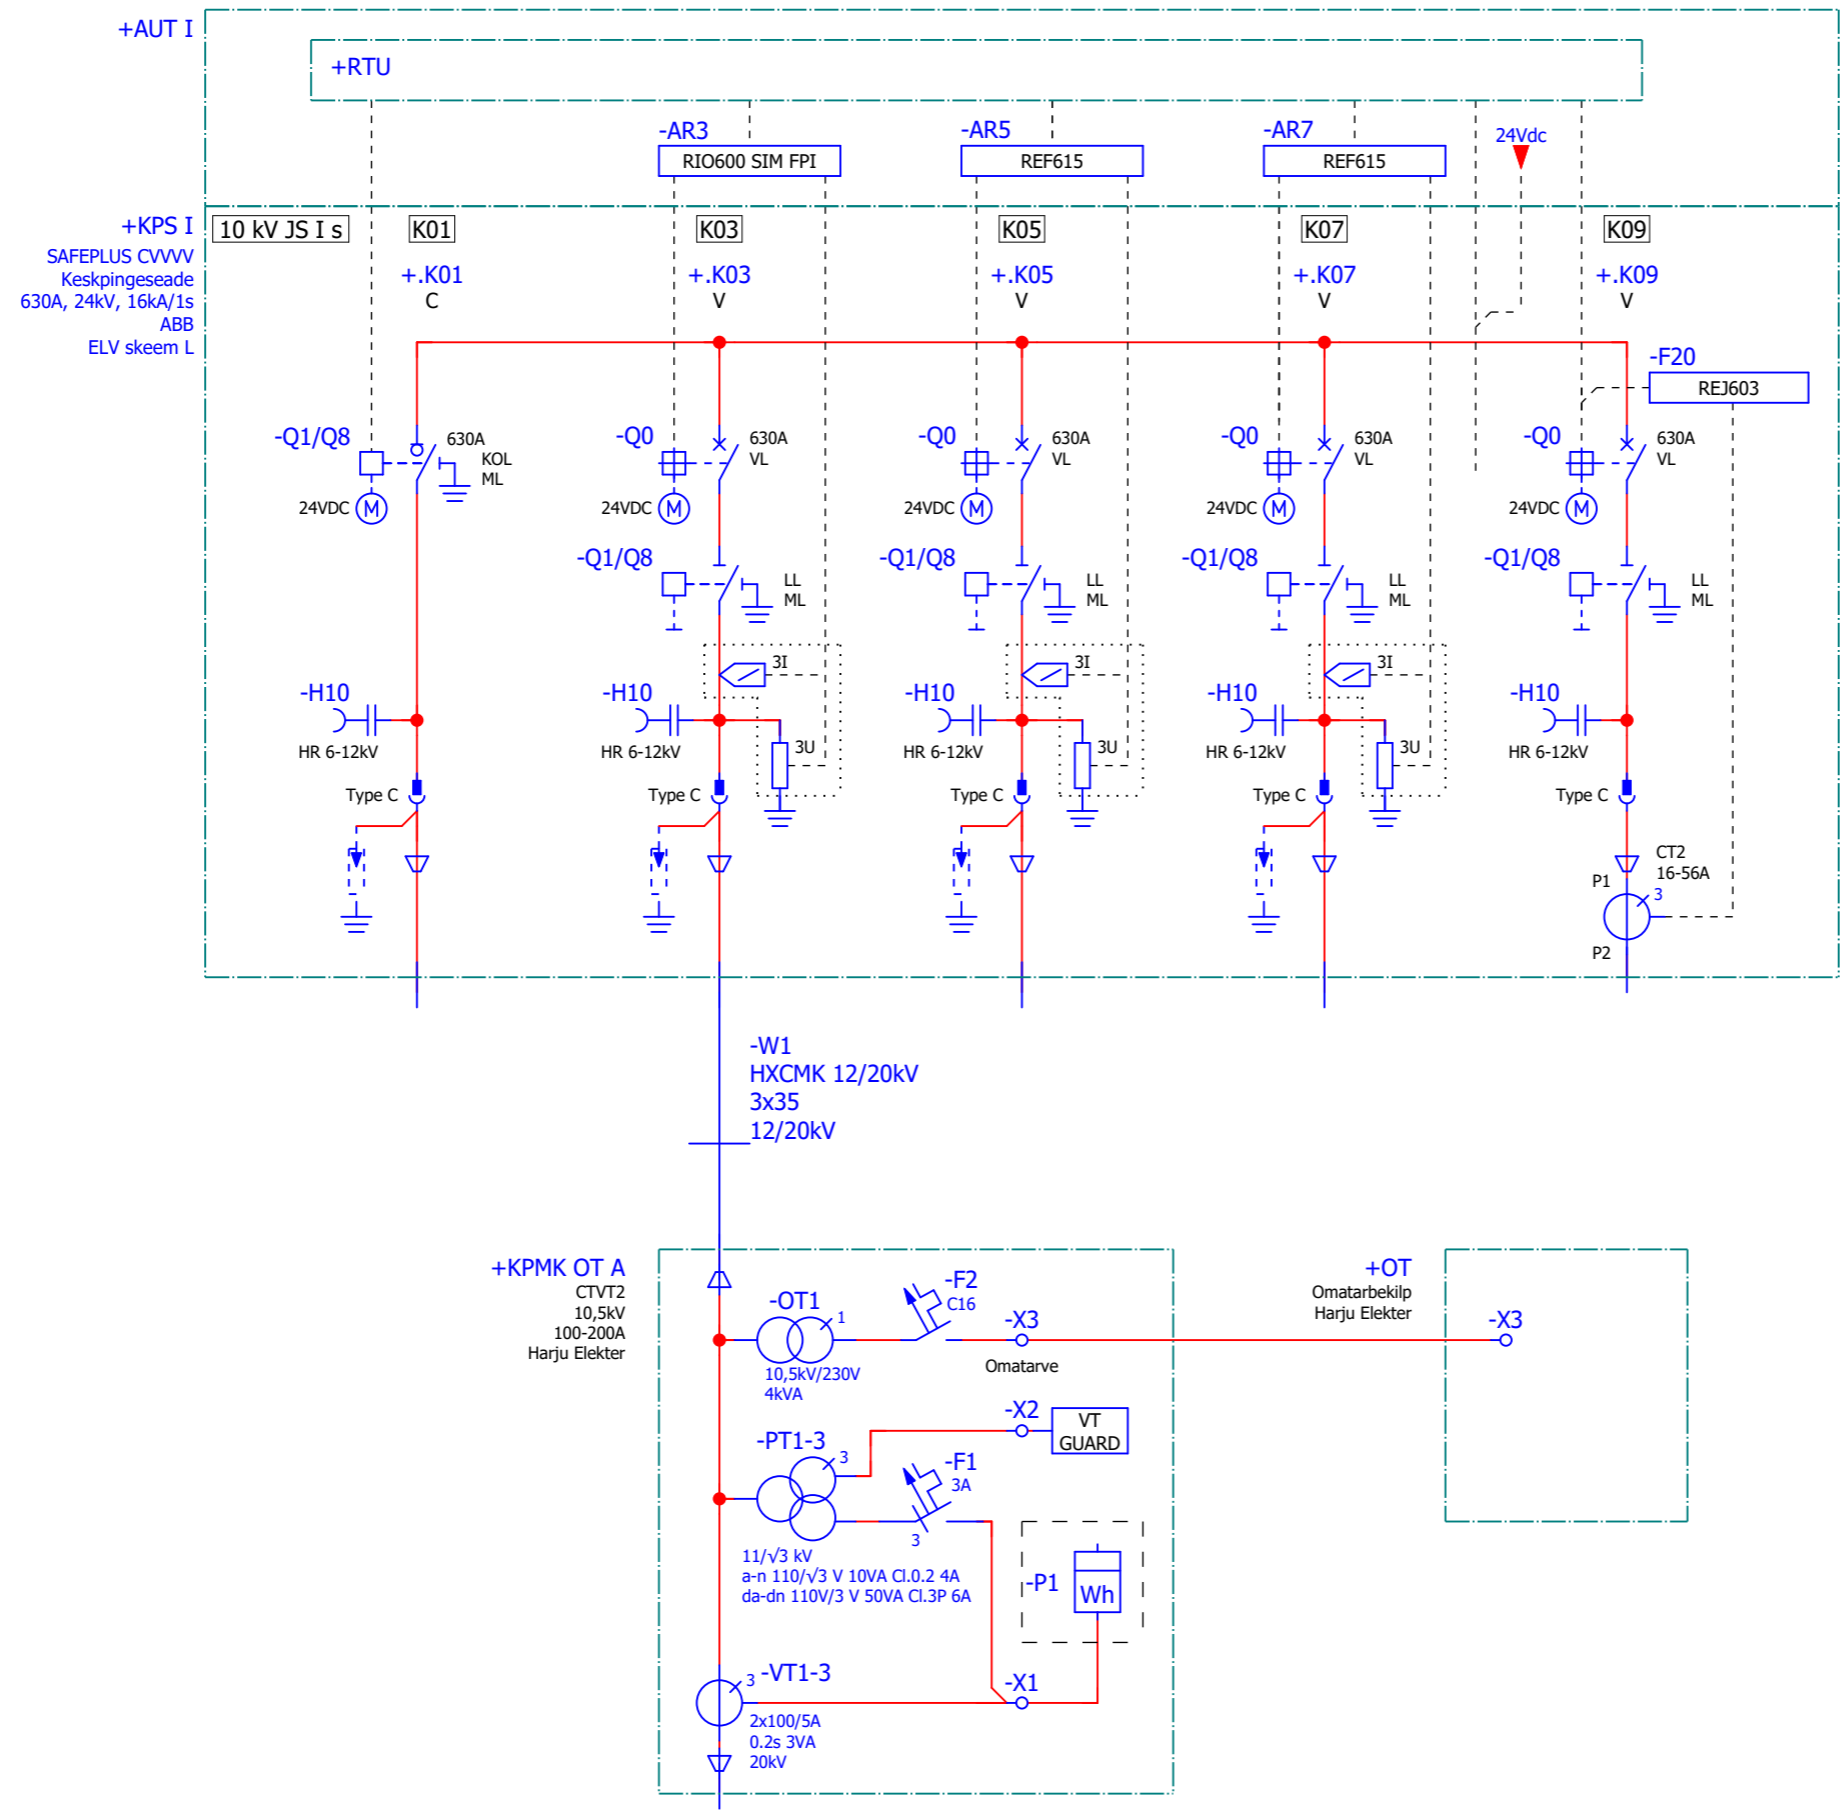 +AUT I
+RTU
-AR3
RIO600 SIM FPI
-AR5
REF615
-AR7
REF615
24Vdc
+KPS I
SAFEPLUS CVVVV
Keskpingeseade
630A, 24kV, 16kA/1s
ABB
ELV skeem L
10 kV JS I s
K01
K03
K05
K07
K09
+.K01
C
+.K03
V
+.K05
V
+.K07
V
+.K09
V
-F20
REJ603
-Q1/Q8
630A
KOL
ML
24VDC
M
-Q0
630A
VL
24VDC
M
-Q0
630A
VL
24VDC
M
-Q0
630A
VL
24VDC
M
-Q0
630A
VL
24VDC
M
-Q1/Q8
LL
ML
-Q1/Q8
LL
ML
-Q1/Q8
LL
ML
-Q1/Q8
LL
ML
3I
3I
3I
-H10
HR 6-12kV
-H10
HR 6-12kV
3U
-H10
HR 6-12kV
3U
-H10
HR 6-12kV
3U
-H10
HR 6-12kV
Type C
Type C
Type C
Type C
Type C
CT2
16-56A
P1
3
P2
-W1
HXCMK 12/20kV
3x35
12/20kV
+KPMK OT A
CTVT2
10,5kV
100-200A
Harju Elekter
-OT1
1
10,5kV/230V
4kVA
-F2
C16
-X3
Omatarve
+OT
Omatarbekilp
Harju Elekter
-X3
-X2
VT
GUARD
-PT1-3
3
-F1
3A
3
11/√3 kV
a-n 110/√3 V 10VA Cl.0.2 4A
da-dn 110V/3 V 50VA Cl.3P 6A
-P1
Wh
-VT1-3
3
2x100/5A
0.2s 3VA
20kV
-X1